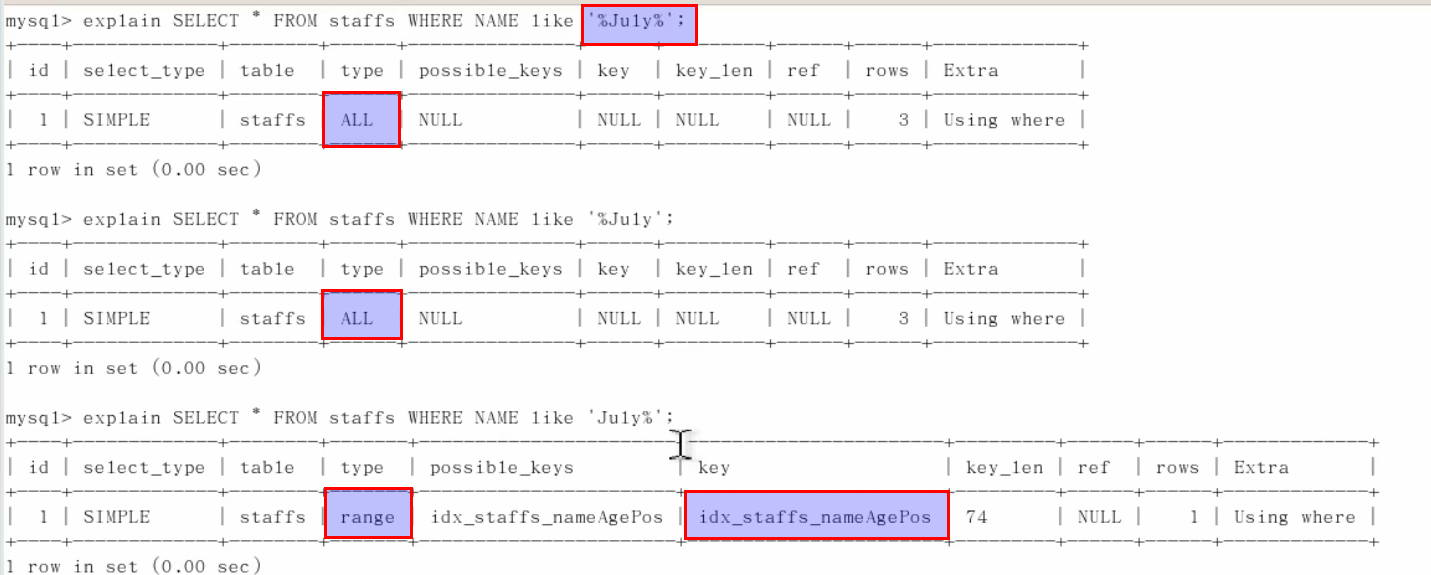 mysql> explain SELECT * FROM staffs WHERE NAME like '%July%';
+----+-------------+--------+------+---------------+------+---------+------+------+-------------+
| id | select_type | table | type | possible_keys | key | key_len | ref | rows | Extra |
+----+-------------+--------+------+---------------+------+---------+------+------+-------------+
| 1 | SIMPLE | staffs | ALL | NULL | NULL | NULL | NULL | 3 | Using where |
+----+-------------+--------+------+---------------+------+---------+------+------+-------------+
1 row in set (0.00 sec)
mysql> explain SELECT * FROM staffs WHERE NAME like '%July';
+----+-------------+--------+------+---------------+------+---------+------+------+-------------+
| id | select_type | table | type | possible_keys | key | key_len | ref | rows | Extra |
+----+-------------+--------+------+---------------+------+---------+------+------+-------------+
| 1 | SIMPLE | staffs | ALL | NULL | NULL | NULL | NULL | 3 | Using where |
+----+-------------+--------+------+---------------+------+---------+------+------+-------------+
1 row in set (0.00 sec)
mysql> explain SELECT * FROM staffs WHERE NAME like 'July%';
+----+-------------+--------+-------+-----------------------+-----------------------+---------+------+------+-------------+
| id | select_type | table | type | possible_keys | key | key_len | ref | rows | Extra |
+----+-------------+--------+-------+-----------------------+-----------------------+---------+------+------+-------------+
| 1 | SIMPLE | staffs | range | idx_staffs_nameAgePos | idx_staffs_nameAgePos | 74 | NULL | 1 | Using where |
+----+-------------+--------+-------+-----------------------+-----------------------+---------+------+------+-------------+
1 row in set (0.00 sec)